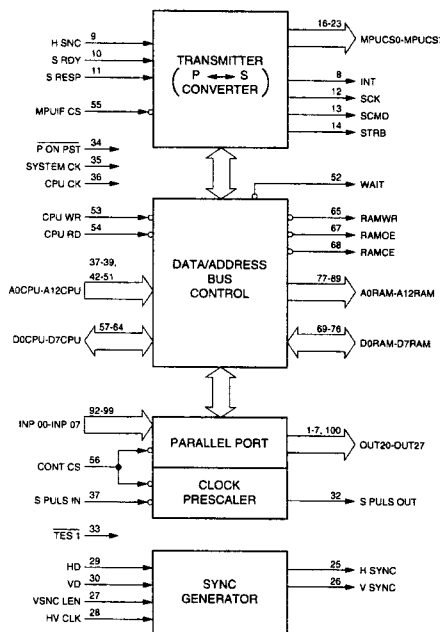 16-23
H SNC 9
MPUCS0-MPUCS7
S RDY 10
TRANSMITTER
S RESP 11
( P ↔ S )
8 INT
CONVERTER
12 SCK
13 SCMD
MPUIF CS 55
14 STRB
P ON PST 34
SYSTEM CK 35
52 WAIT
CPU CK 36
CPU WR 53
65 RAMWR
CPU RD 54
67 RAMOE
68 RAMCE
37-39,
DATA/ADDRESS
42-51
77-89
A0CPU-A12CPU
BUS
A0RAM-A12RAM
CONTROL
57-64
69-76
D0CPU-D7CPU
D0RAM-D7RAM
92-99
1-7, 100
INP 00-INP 07
PARALLEL PORT
OUT20-OUT27
CONT CS 56
CLOCK
S PULS IN 37
PRESCALER
32 S PULS OUT
TES 1 33
HD 29
25 H SYNC
VD 30
SYNC
26 V SYNC
VSNC LEN 27
GENERATOR
HV CLK 28